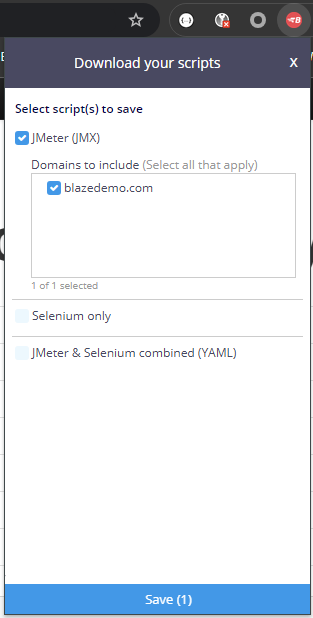 Download your scripts
X
Select script(s) to save
JMeter (JMX)
Domains to include (Select all that apply)
blazedemo.com
1 of 1 selected
Selenium only
JMeter & Selenium combined (YAML)
Save (1)